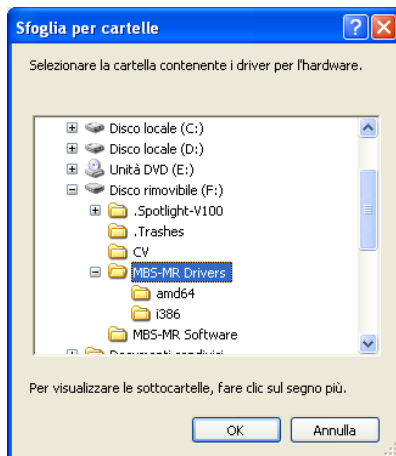 Sfoglia per cartelle
Selezionare la cartella contenente i driver per l'hardware.
Disco locale (C:)
Disco locale (D:)
Unità DVD (E:)
Disco rimovibile (F:)
.Spotlight-V100
.Trashes
CV
MBS-MR Drivers
amd64
i386
MBS-MR Software
Documenti condivisi
Per visualizzare le sottocartelle, fare clic sul segno più.
OK Annulla